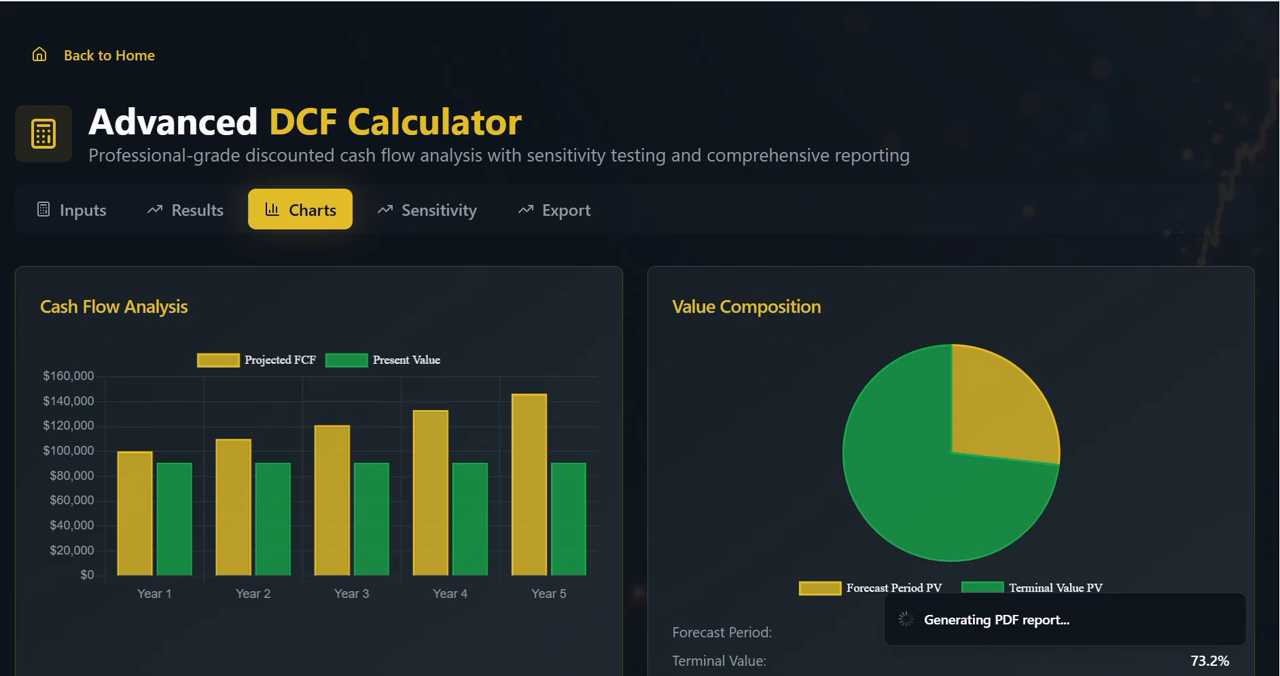 Back to Home
Advanced DCF Calculator
Professional-grade discounted cash flow analysis with sensitivity testing and comprehensive reporting
Inputs
Results
Charts
Sensitivity
Export
Cash Flow Analysis
Projected FCF
Present Value
$160,000
$140,000
$120,000
$100,000
$80,000
$60,000
$40,000
$20,000
$0
Year 1
Year 2
Year 3
Year 4
Year 5
Value Composition
Forecast Period PV
Terminal Value PV
Forecast Period:
Terminal Value:
73.2%
Generating PDF report...